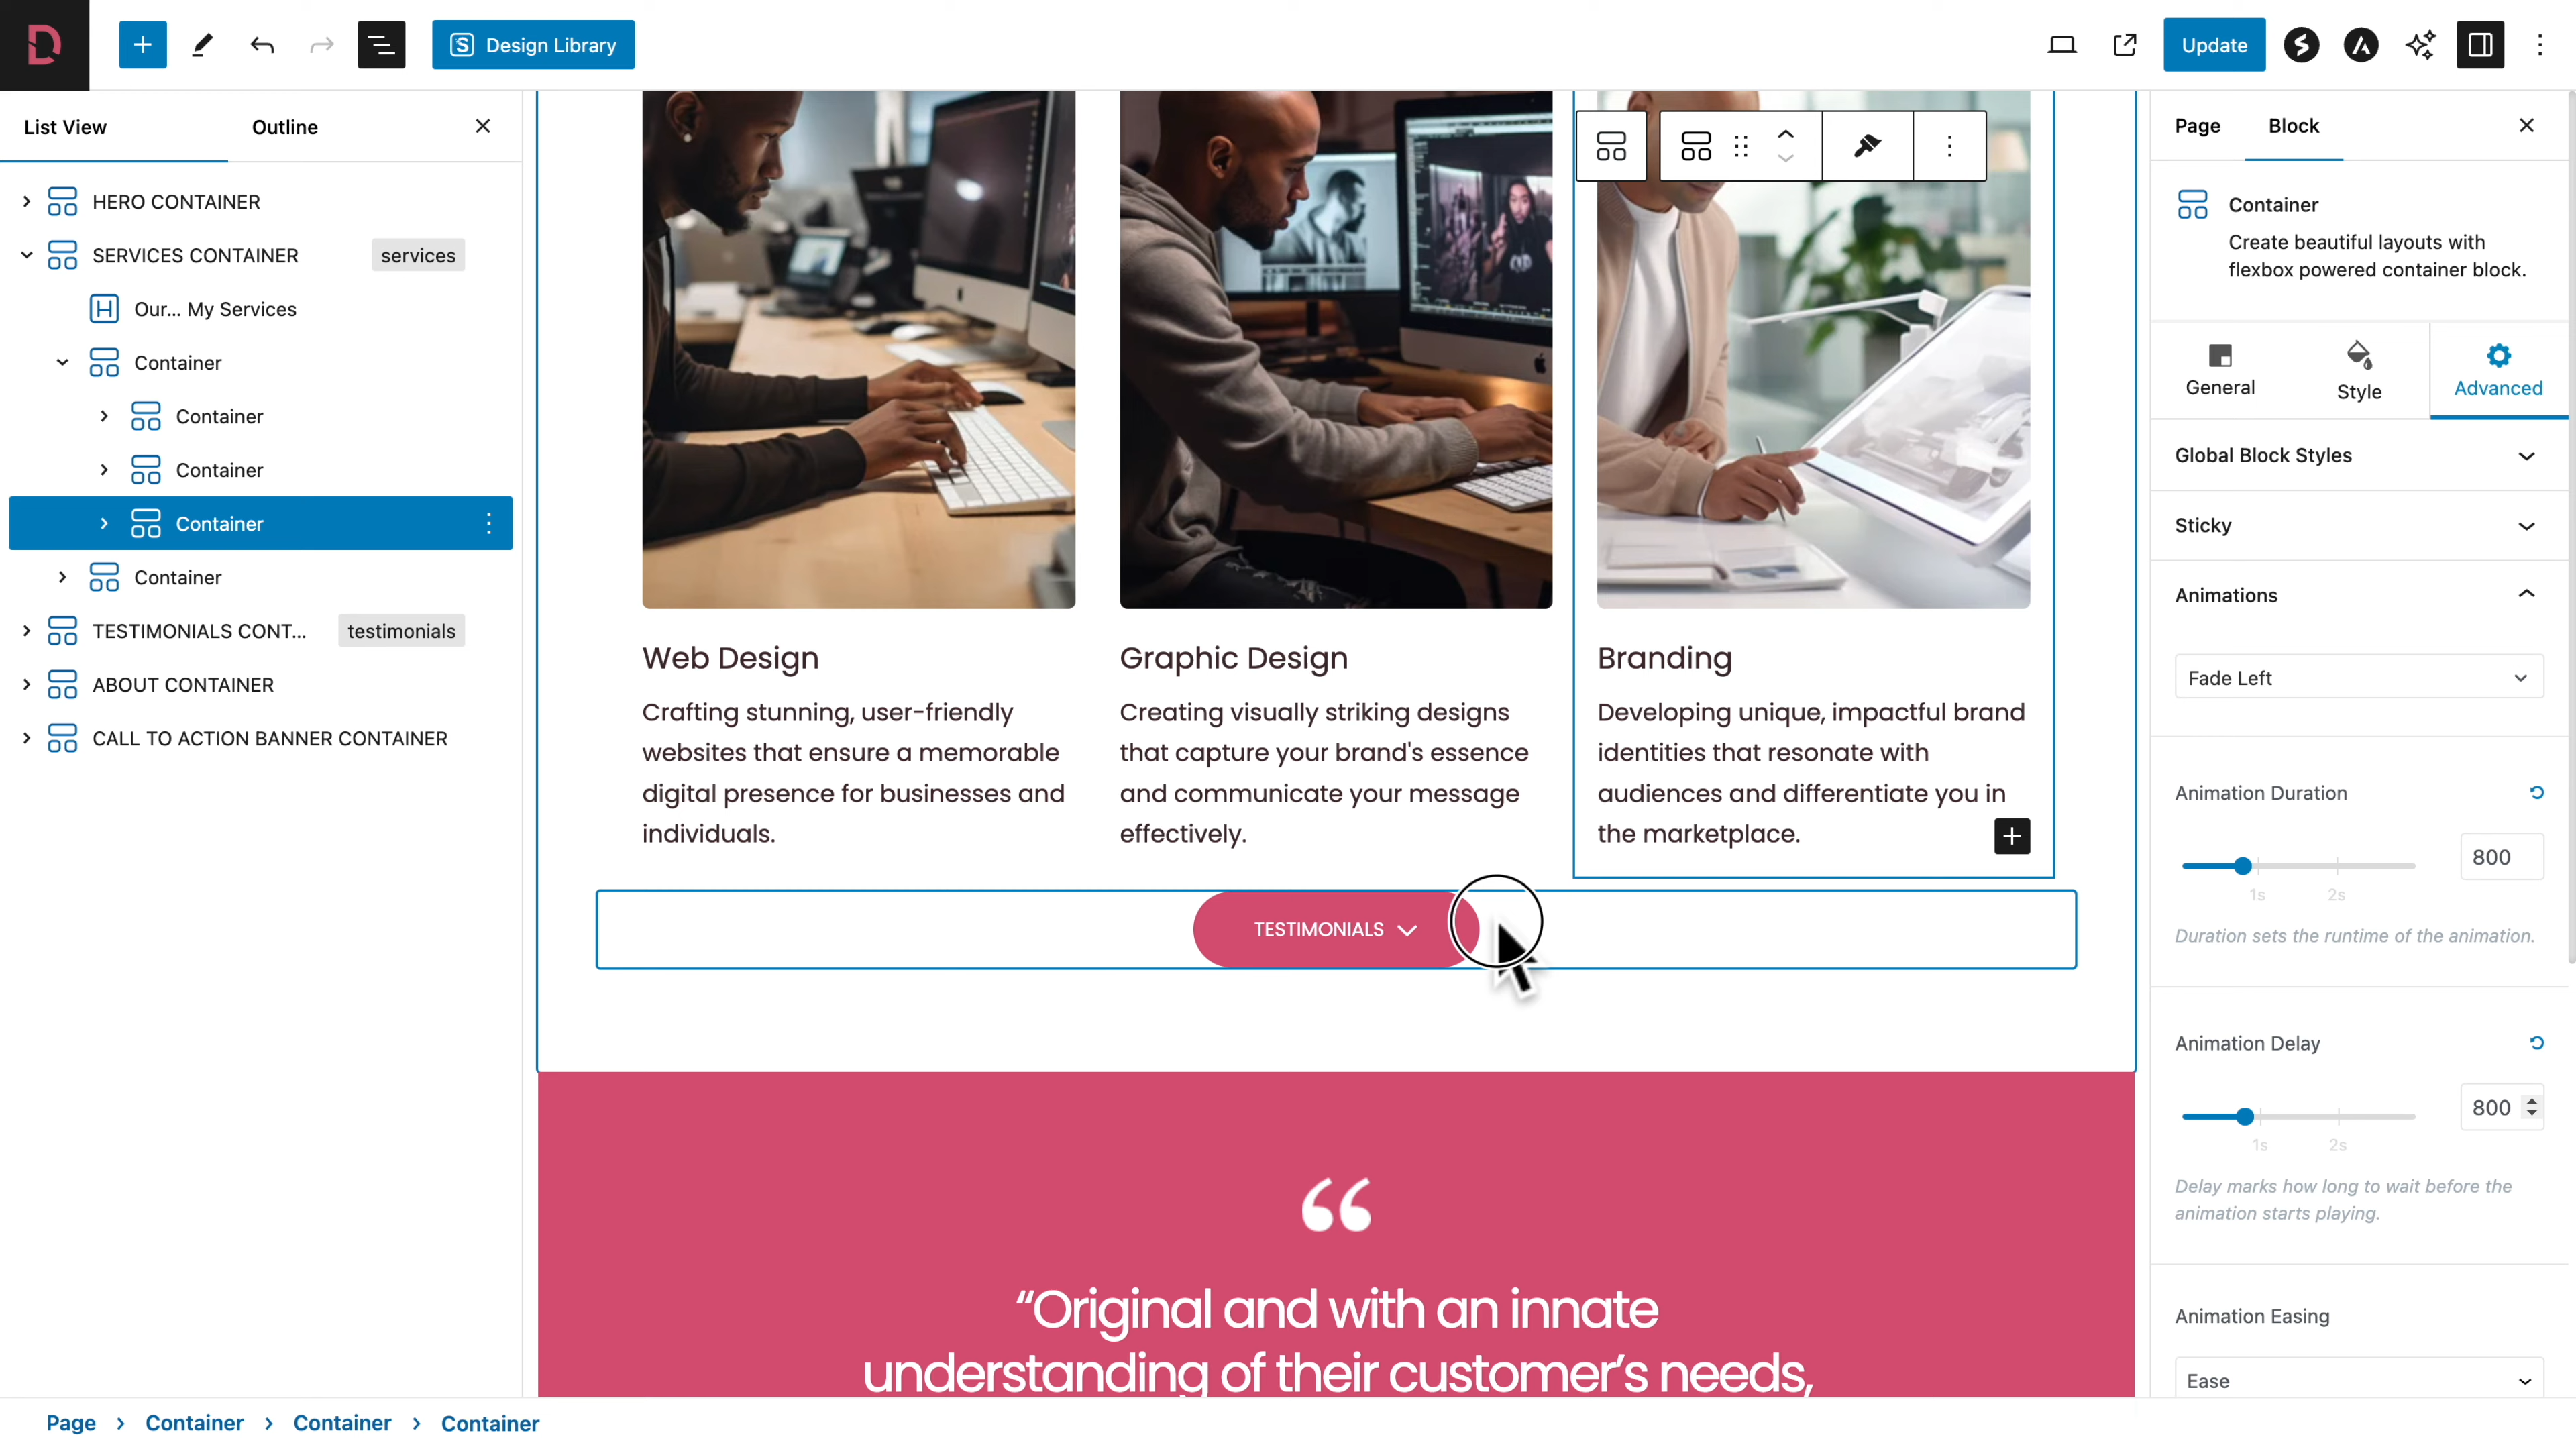 Design Library
Update
List View
Outline
HERO CONTAINER
SERVICES CONTAINER
services
Our... My Services
Container
Container
Container
Container
Container
TESTIMONIALS CONT...
testimonials
ABOUT CONTAINER
CALL TO ACTION BANNER CONTAINER
Web Design
Crafting stunning, user-friendly
websites that ensure a memorable
digital presence for businesses and
individuals.
Graphic Design
Creating visually striking designs
that capture your brand's essence
and communicate your message
effectively.
Branding
Developing unique, impactful brand
identities that resonate with
audiences and differentiate you in
the marketplace.
TESTIMONIALS
“
“Original and with an innate
understanding of their customer’s needs,
Page
Block
Container
Create beautiful layouts with
flexbox powered container block.
General
Style
Advanced
Global Block Styles
Sticky
Animations
Fade Left
Animation Duration
800
1s
2s
Duration sets the runtime of the animation.
Animation Delay
800
1s
2s
Delay marks how long to wait before the
animation starts playing.
Animation Easing
Ease
Page > Container > Container > Container